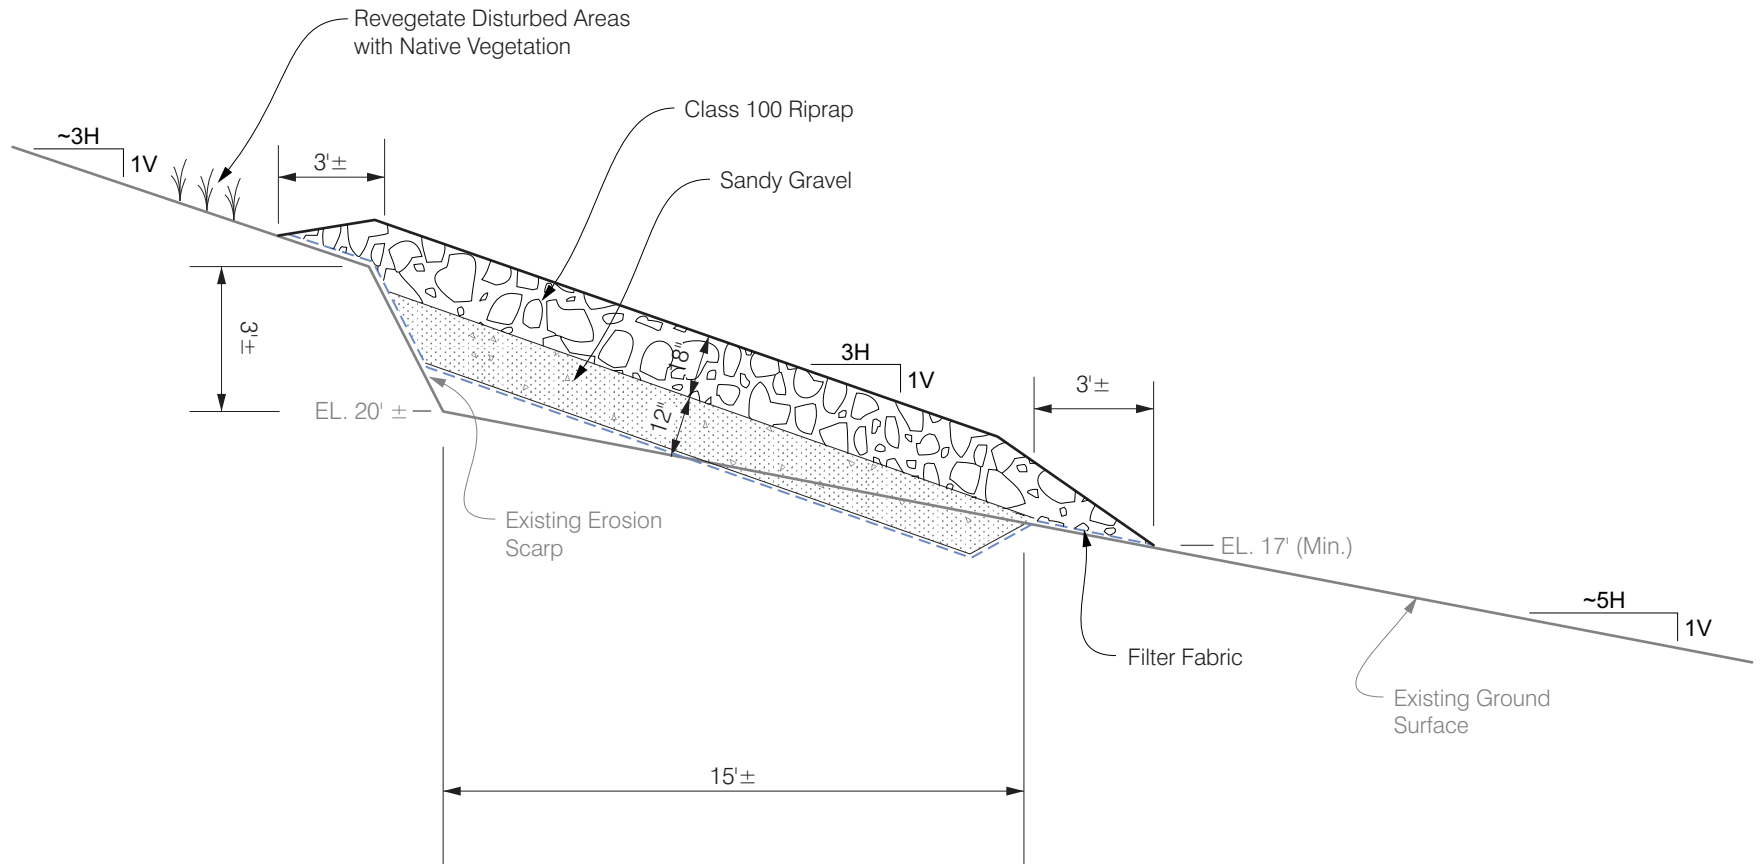 Revegetate Disturbed Areas
with Native Vegetation
Class 100 Riprap
~3H
1V
3'±
Sandy Gravel
3'±
18"
3H
1V
3'±
EL. 20' ±
12"
Existing Erosion
Scarp
EL. 17' (Min.)
~5H
1V
Filter Fabric
Existing Ground
Surface
15'±